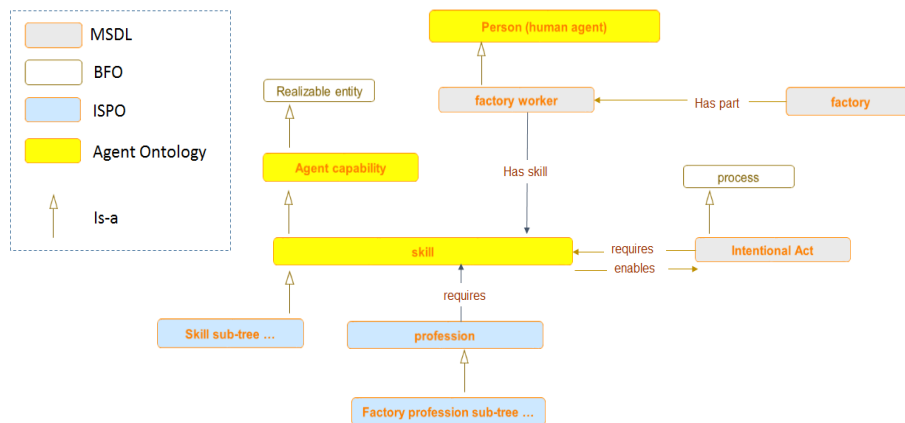 MSDL
BFO
ISPO
Agent Ontology
Is-a
Person (human agent)
Realizable entity
factory worker
Has part
factory
Agent capability
Has skill
process
skill
requires
enables
Intentional Act
requires
Skill sub-tree ...
profession
Factory profession sub-tree ...